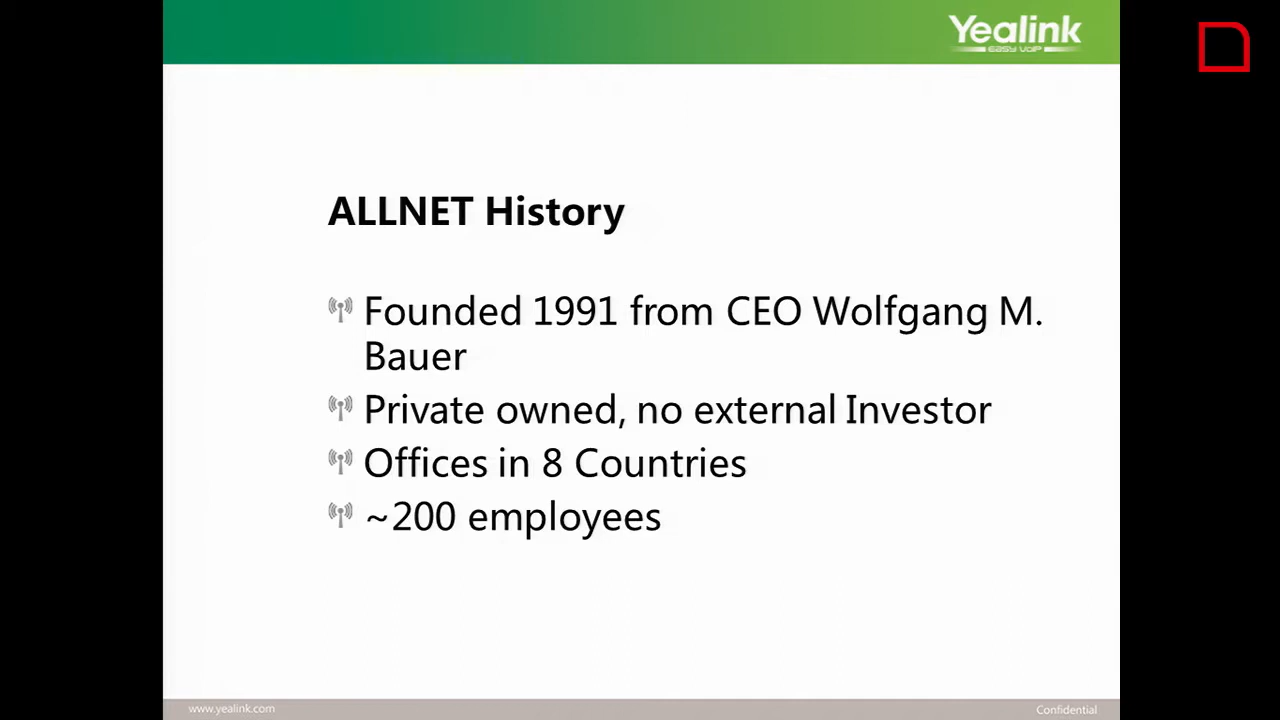 Yealink
EASY VOIP
ALLNET History
Founded 1991 from CEO Wolfgang M.
Bauer
Private owned, no external Investor
Offices in 8 Countries
~200 employees
www.yealink.com
Confidential